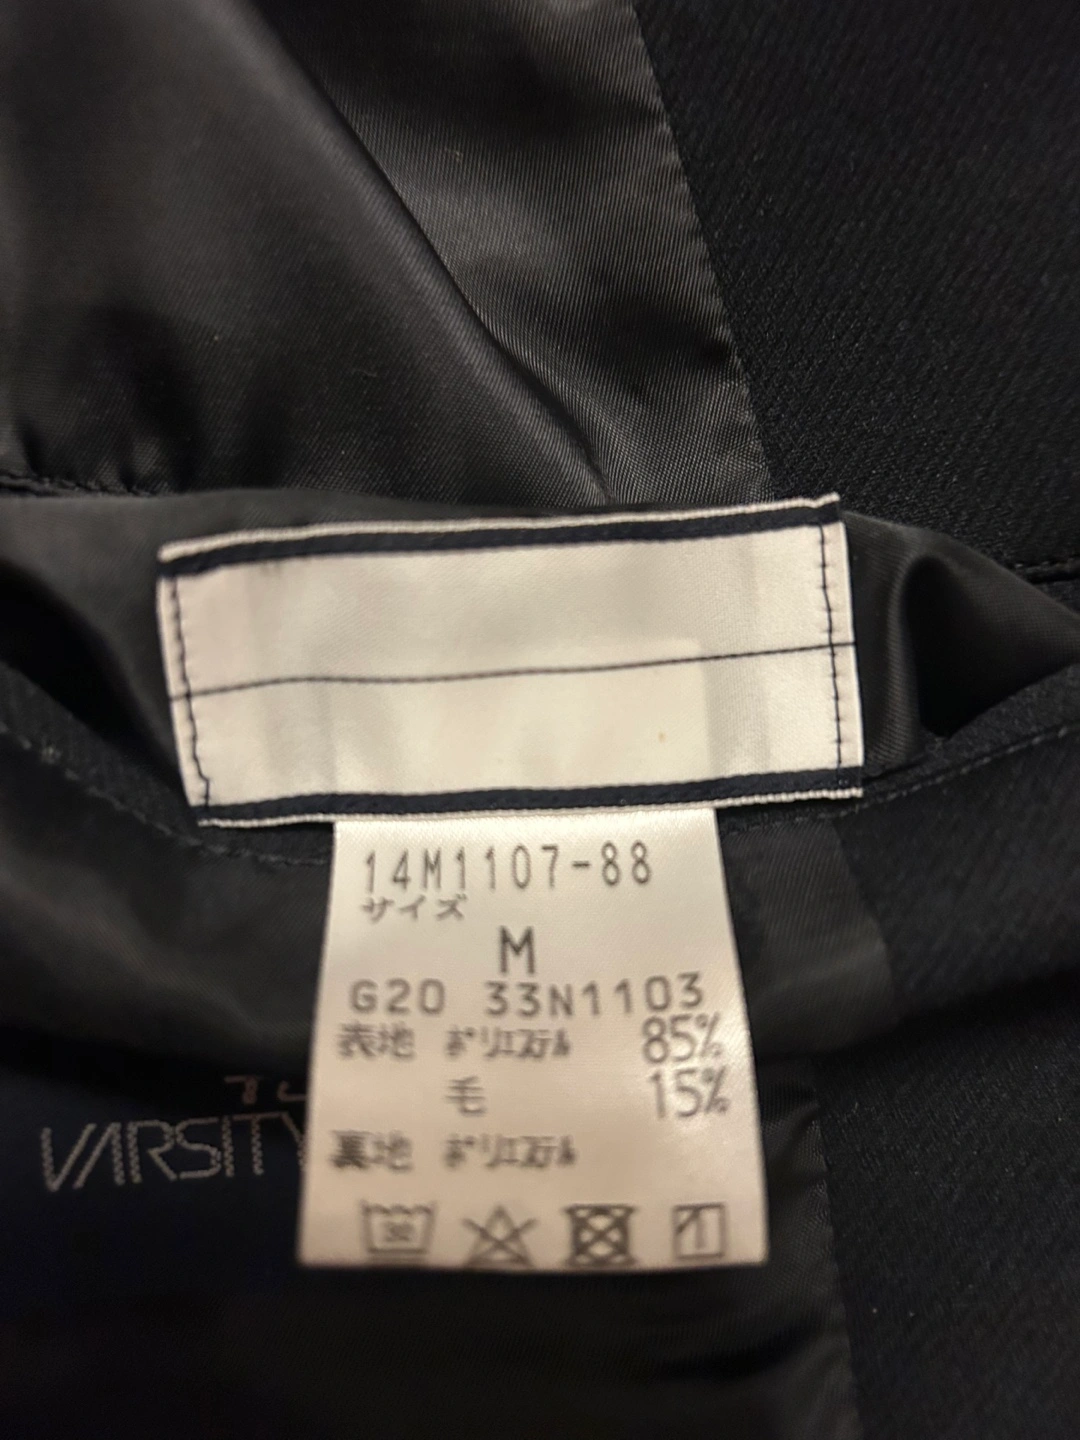 14M1107-88
サイズ
M
G20 33N1103
表地 ポリエステル 85%
毛 15%
裏地 ポリエステル
VARSITY
30